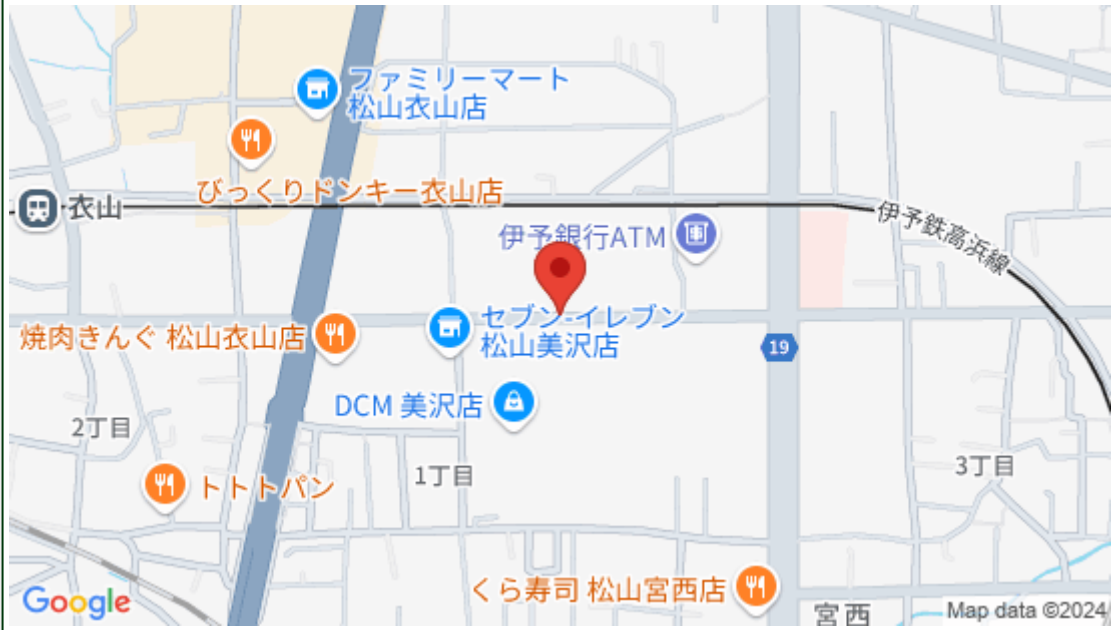 ファミリーマート
松山衣山店
びっくりドンキー衣山店
衣山
伊予銀行ATM
伊予鉄高浜線
セブン-イレブン
松山美沢店
焼肉きんぐ 松山衣山店
19
DCM 美沢店
2丁目
1丁目
3丁目
トトトパン
くら寿司 松山宮西店
宮西
Google
Map data ©2024